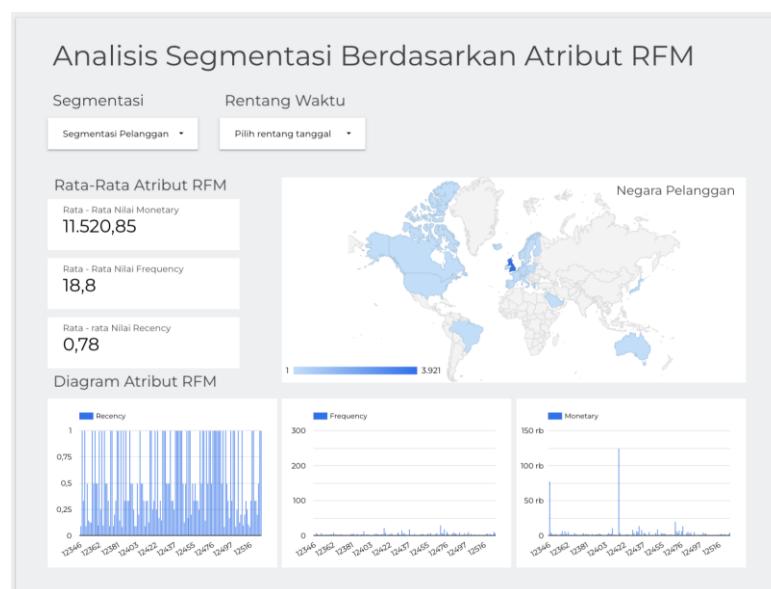 Analisis Segmentasi Berdasarkan Atribut RFM
Segmentasi
Rentang Waktu
Segmentasi Pelanggan
Pilih rentang tanggal
Rata-Rata Atribut RFM
Rata - Rata Nilai Monetary
11.520,85
Rata - Rata Nilai Frequency
18,8
Rata - rata Nilai Recency
0,78
Negara Pelanggan
1
3.921
Diagram Atribut RFM
Recency
1
0,75
0,5
0,25
0
12346 12362 12381 12403 12422 12437 12455 12476 12497 12516
Frequency
300
200
100
0
12346 12362 12381 12403 12422 12437 12455 12476 12497 12516
Monetary
150 rb
100 rb
50 rb
0
12346 12362 12381 12403 12422 12437 12455 12476 12497 12516